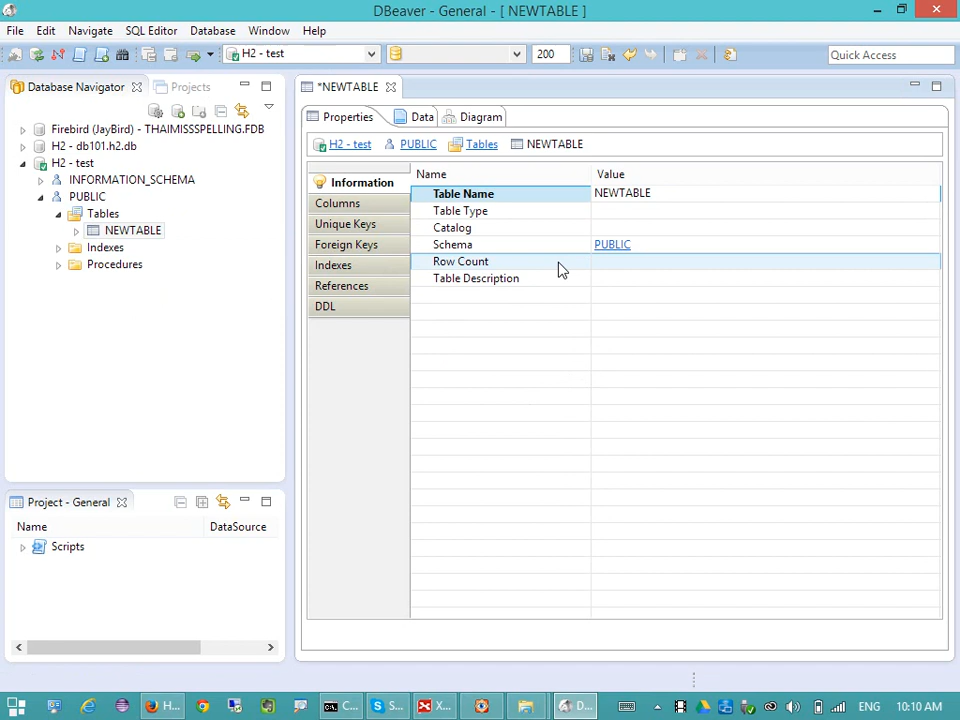 DBeaver - General - [ NEWTABLE ]
File Edit Navigate SQL Editor Database Window Help
H2 - test 200 Quick Access
Database Navigator Projects
Firebird (JayBird) - THAIMISSSPELLING.FDB
H2 - db101.h2.db
H2 - test
INFORMATION_SCHEMA
PUBLIC
Tables
NEWTABLE
Indexes
Procedures
Project - General
Name DataSource
Scripts
*NEWTABLE
Properties Data Diagram
H2 - test PUBLIC Tables NEWTABLE
Information
Columns
Unique Keys
Foreign Keys
Indexes
References
DDL
Name Value
Table Name NEWTABLE
Table Type
Catalog
Schema PUBLIC
Row Count
Table Description
H... C... S... X... D... ENG 10:10 AM